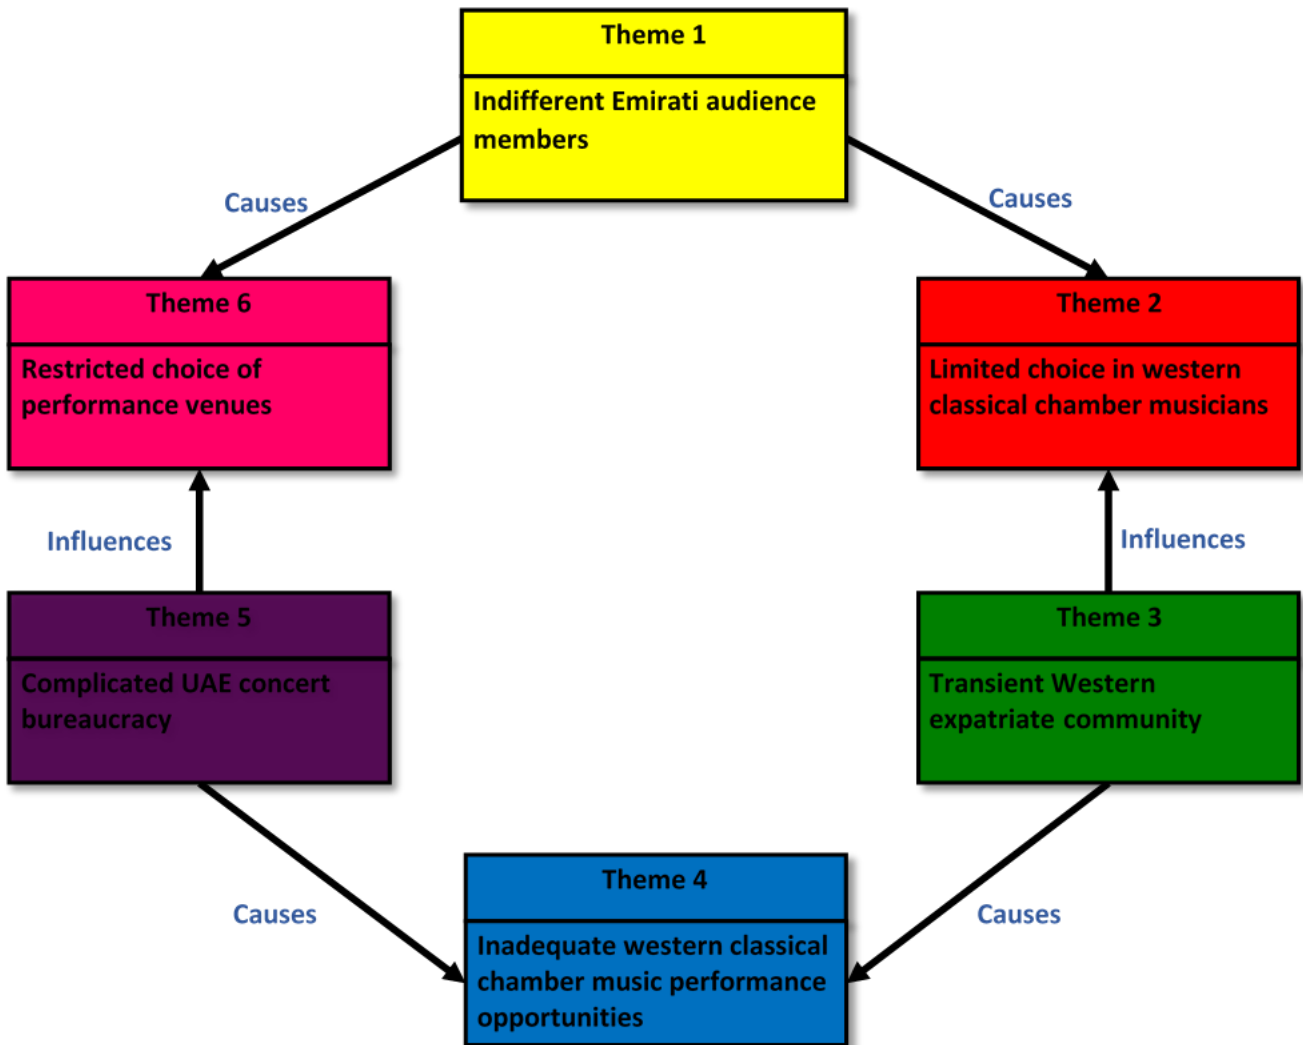 Theme 1
Indifferent Emirati audience
members
Causes
Causes
Theme 6
Restricted choice of
performance venues
Theme 2
Limited choice in western
classical chamber musicians
Influences
Influences
Theme 5
Complicated UAE concert
bureaucracy
Theme 3
Transient Western
expatriate community
Causes
Causes
Theme 4
Inadequate western classical
chamber music performance
opportunities